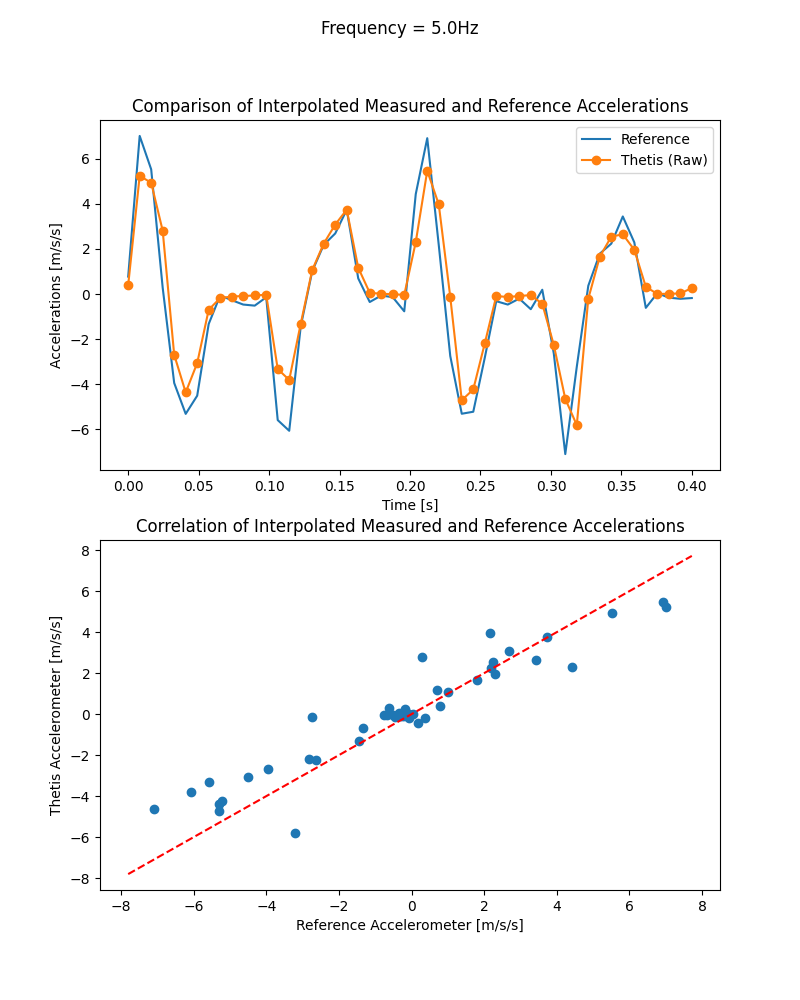 Frequency = 5.0Hz
Comparison of Interpolated Measured and Reference Accelerations
Reference
Thetis (Raw)
Accelerations [m/s/s]
6
4
2
0
−2
−4
−6
0.00 0.05 0.10 0.15 0.20 0.25 0.30 0.35 0.40
Time [s]
Correlation of Interpolated Measured and Reference Accelerations
Thetis Accelerometer [m/s/s]
8
6
4
2
0
−2
−4
−6
−8
−8 −6 −4 −2 0 2 4 6 8
Reference Accelerometer [m/s/s]